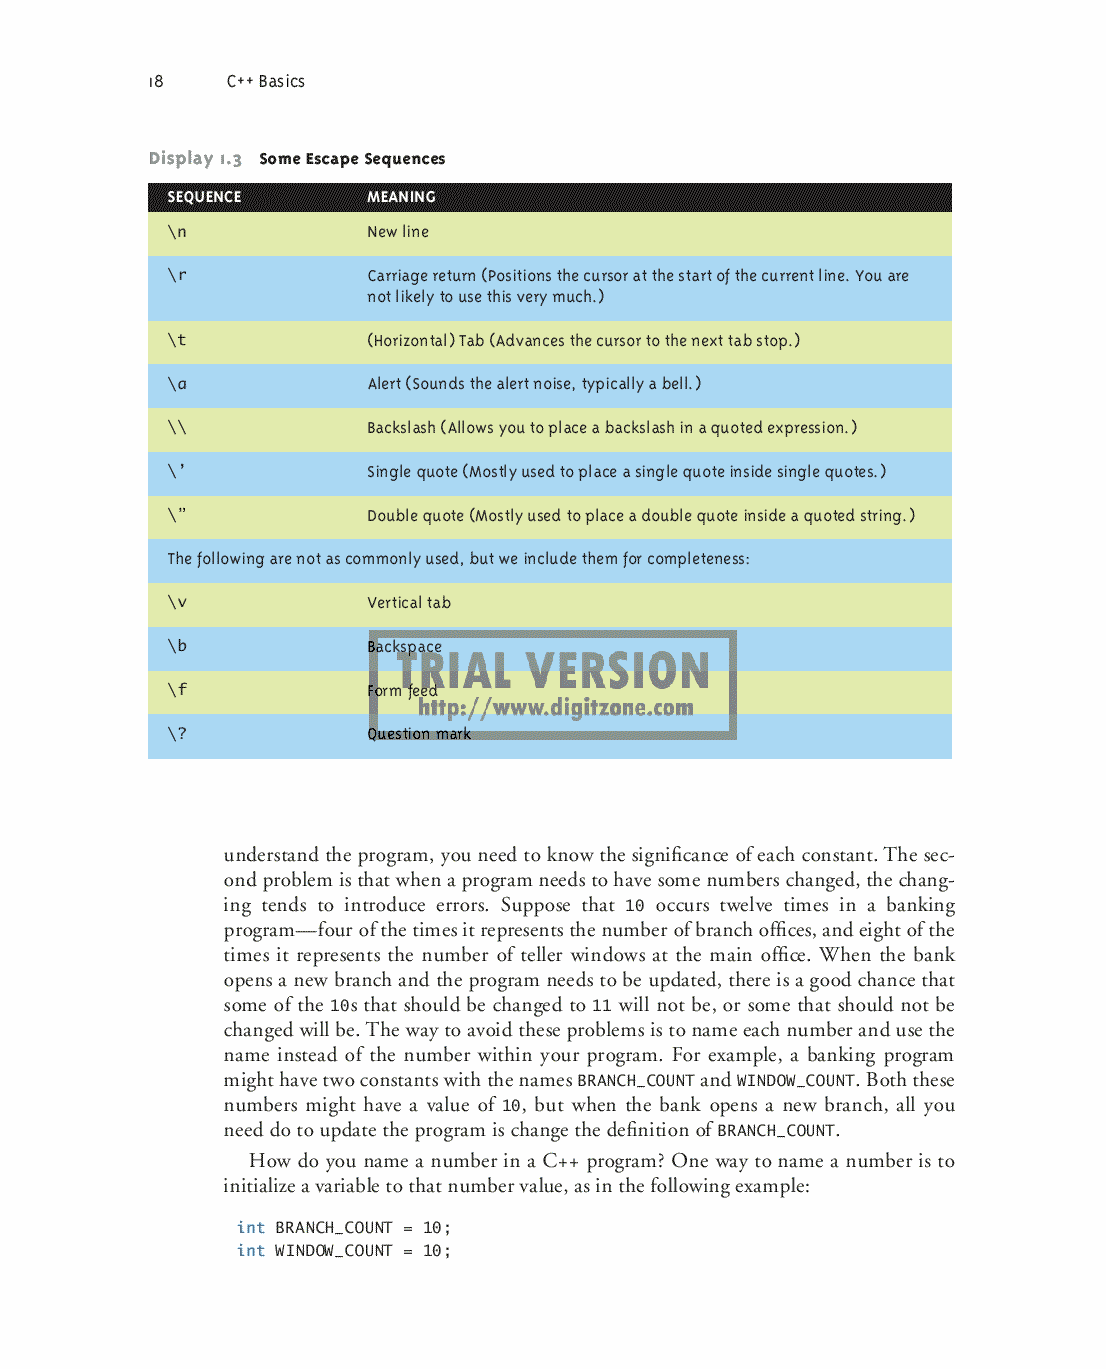 18 C++ Basics
Display 1.3 Some Escape Sequences
SEQUENCE MEANING
\n New line
\r Carriage return (Positions the cursor at the start of the current line. You are
not likely to use this very much.)
\t (Horizontal) Tab (Advances the cursor to the next tab stop.)
\a Alert (Sounds the alert noise, typically a bell.)
\\ Backslash (Allows you to place a backslash in a quoted expression.)
\’ Single quote (Mostly used to place a single quote inside single quotes.)
\” Double quote (Mostly used to place a double quote inside a quoted string.)
The following are not as commonly used, but we include them for completeness:
\v Vertical tab
\b Backspace
TRIAL VERSION
\f Form feed
http://www.digitzone.com
\? Question mark
understand the program, you need to know the significance of each constant. The sec-
ond problem is that when a program needs to have some numbers changed, the chang-
ing tends to introduce errors. Suppose that 10 occurs twelve times in a banking
program—four of the times it represents the number of branch offices, and eight of the
times it represents the number of teller windows at the main office. When the bank
opens a new branch and the program needs to be updated, there is a good chance that
some of the 10s that should be changed to 11 will not be, or some that should not be
changed will be. The way to avoid these problems is to name each number and use the
name instead of the number within your program. For example, a banking program
might have two constants with the names BRANCH_COUNT and WINDOW_COUNT. Both these
numbers might have a value of 10, but when the bank opens a new branch, all you
need do to update the program is change the definition of BRANCH_COUNT.
How do you name a number in a C++ program? One way to name a number is to
initialize a variable to that number value, as in the following example:
int BRANCH_COUNT = 10;
int WINDOW_COUNT = 10;